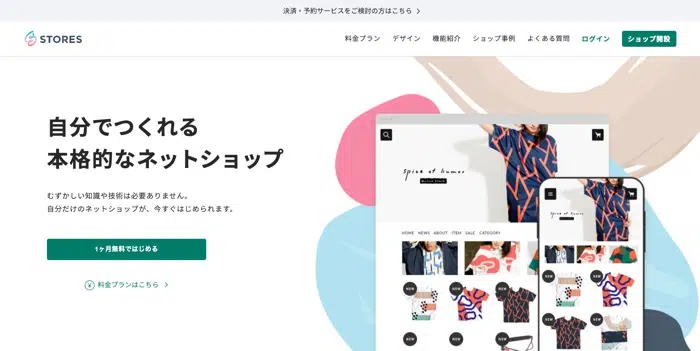 決済・予約サービスをご検討の方はこちら
STORES
料金プラン デザイン 機能紹介 ショップ事例 よくある質問 ログイン ショップ開設
自分でつくれる
本格的なネットショップ
むずかしい知識や技術は必要ありません。
自分だけのネットショップが、今すぐはじめられます。
1ヶ月無料ではじめる
料金プランはこちら
spice of humor
HOME NEWS ABOUT ITEM SALE CATEGORY
NEW NEW NEW
NEW NEW
NEW NEW